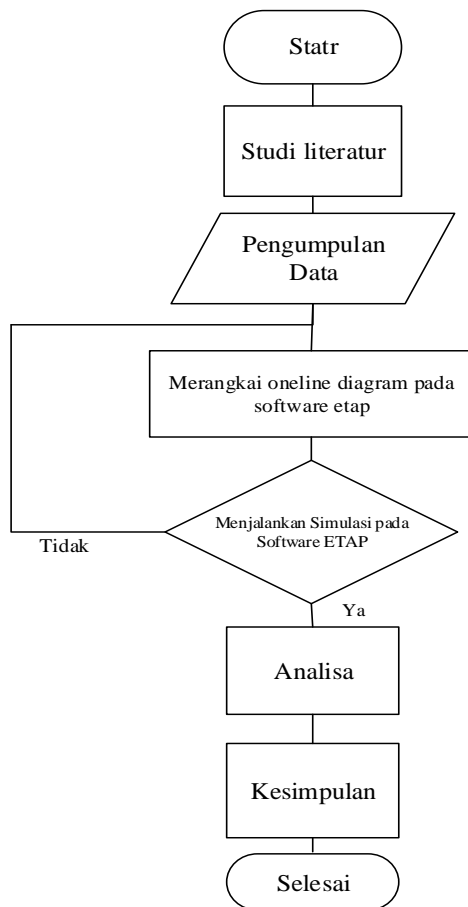 Statr
Studi literatur
Pengumpulan
Data
Merangkai oneline diagram pada
software etap
Menjalankan Simulasi pada
Software ETAP
Tidak
Ya
Analisa
Kesimpulan
Selesai